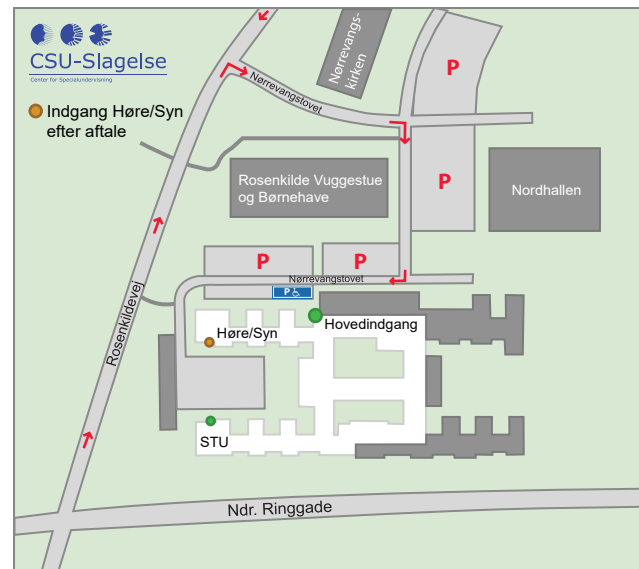 CSU-Slagelse
Center for Specialundervisning
Indgang Høre/Syn
efter aftale
Nørrevangs-
kirken
P
Nørrevangstovet
Rosenkilde Vuggestue
og Børnehave
P
Nordhallen
P
P
Nørrevangstovet
P
Rosenkildevej
Hovedindgang
Høre/Syn
STU
Ndr. Ringgade